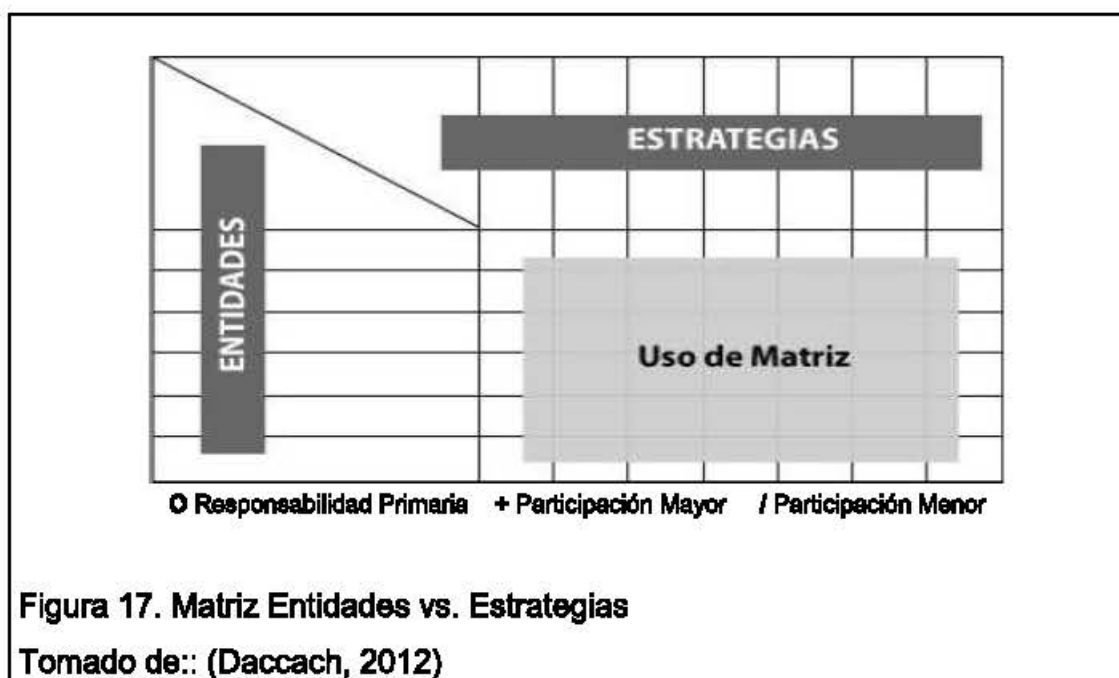 ESTRATEGIAS
ENTIDADES
Uso de Matriz
O Responsabilidad Primaria + Participación Mayor / Participación Menor
Figura 17. Matriz Entidades vs. Estrategias
Tomado de:: (Daccach, 2012)